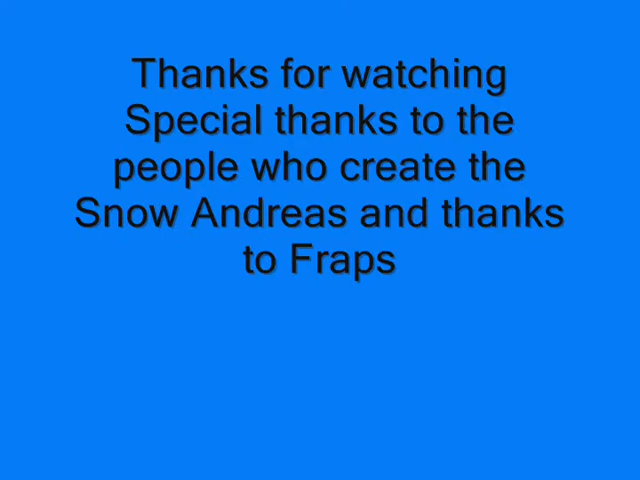 Thanks for watching
Special thanks to the
people who create the
Snow Andreas and thanks
to Fraps